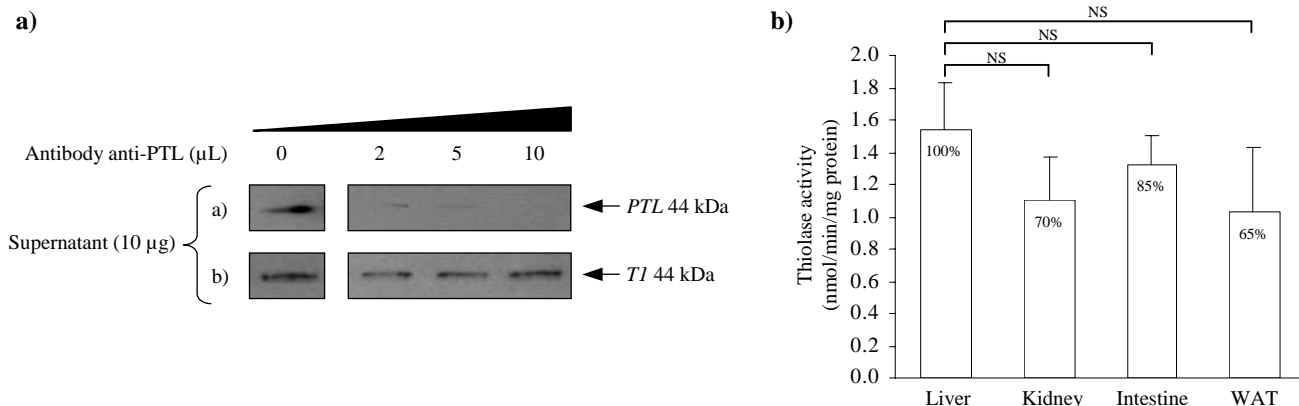 a)
Antibody anti-PTL (µL) 0 2 5 10
a) PTL 44 kDa
Supernatant (10 µg)
b) T1 44 kDa
b)
NS
NS
NS
Thiolase activity
(nmol/min/mg protein)
2.0
1.8
1.6
1.4
1.2
1.0
0.8
0.6
0.4
0.2
0.0
100%
70%
85%
65%
Liver Kidney Intestine WAT